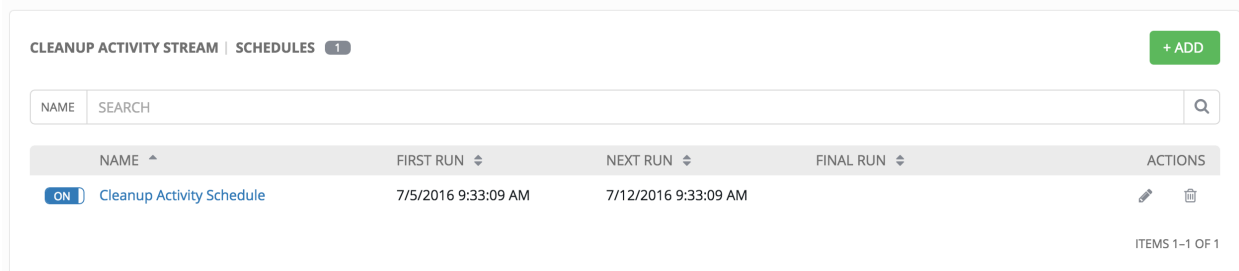 CLEANUP ACTIVITY STREAM | SCHEDULES 1
+ ADD
NAME SEARCH
NAME FIRST RUN NEXT RUN FINAL RUN ACTIONS
ON Cleanup Activity Schedule 7/5/2016 9:33:09 AM 7/12/2016 9:33:09 AM
ITEMS 1–1 OF 1